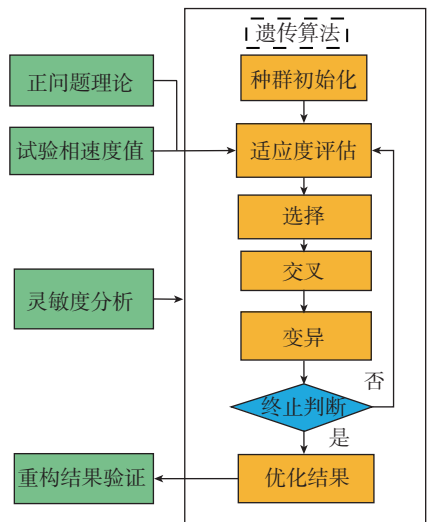 遗传算法
种群初始化
正问题理论
试验相速度值
适应度评估
选择
交叉
灵敏度分析
变异
否
终止判断
是
重构结果验证
优化结果